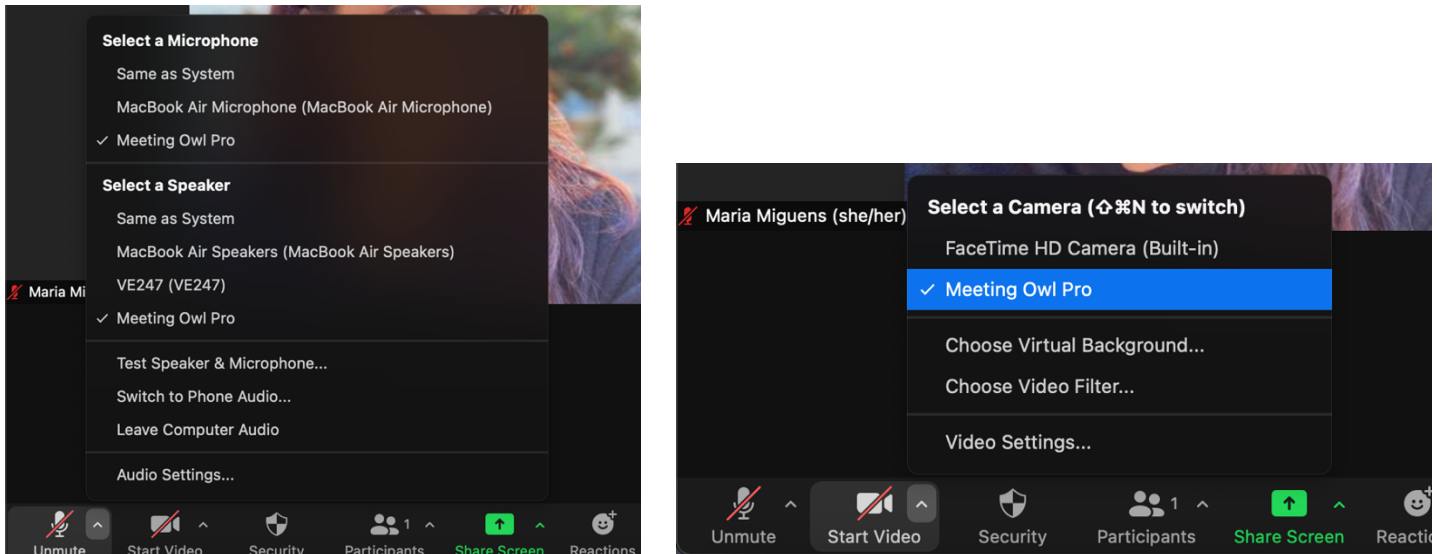 Select a Microphone
Same as System
MacBook Air Microphone (MacBook Air Microphone)
✓ Meeting Owl Pro
Select a Speaker
Same as System
MacBook Air Speakers (MacBook Air Speakers)
VE247 (VE247)
Maria Mi
✓ Meeting Owl Pro
Test Speaker & Microphone...
Switch to Phone Audio...
Leave Computer Audio
Audio Settings...
1
Unmute Start Video Security Participants Share Screen Reactions
Maria Miguens (she/her)
Select a Camera (⇧⌘N to switch)
FaceTime HD Camera (Built-in)
✓ Meeting Owl Pro
Choose Virtual Background...
Choose Video Filter...
Video Settings...
1
Unmute Start Video Security Participants Share Screen Reactic